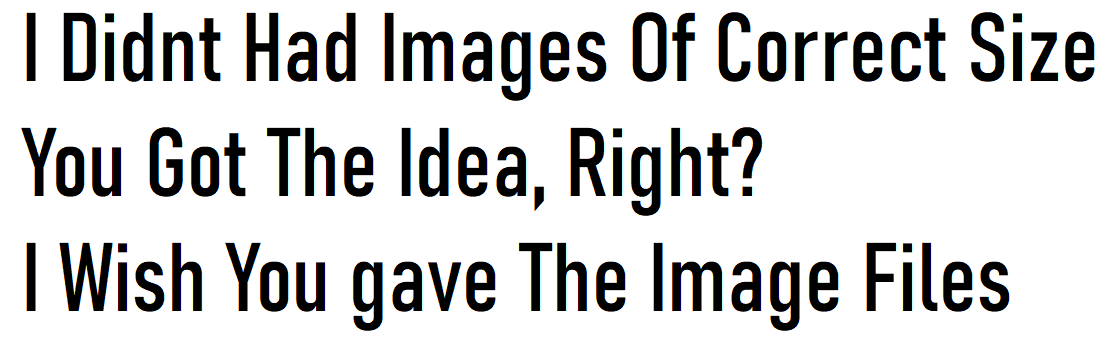 I Didnt Had Images Of Correct Size
You Got The Idea, Right?
I Wish You gave The Image Files